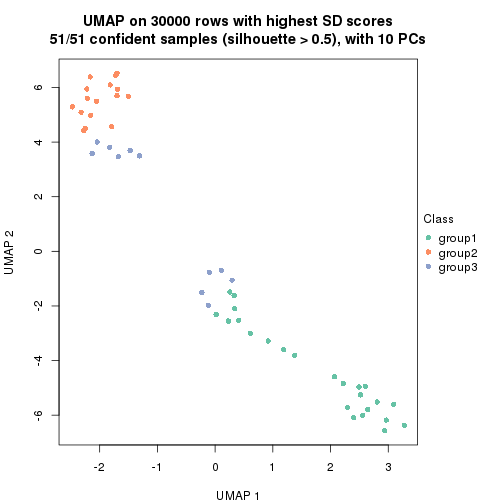 UMAP on 30000 rows with highest SD scores
51/51 confident samples (silhouette > 0.5), with 10 PCs
6
4
2
0
-2
-4
-6
UMAP 2
-2
-1
0
1
2
3
UMAP 1
Class
group1
group2
group3